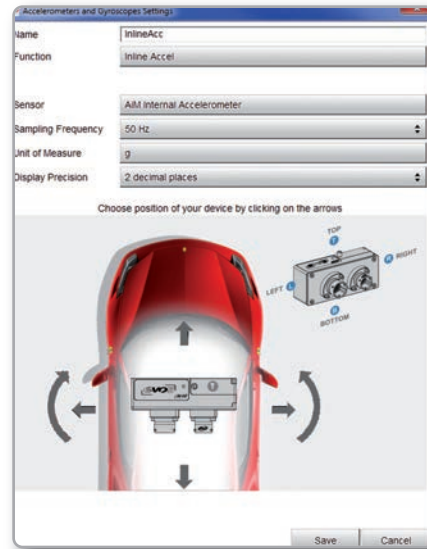 Accelerometers and Gyroscopes Settings
Name
InlineAcc
Function
Inline Accel
Sensor
AiM Internal Accelerometer
Sampling Frequency
50 Hz
Unit of Measure
g
Display Precision
2 decimal places
Choose position of your device by clicking on the arrows
TOP
T
R RIGHT
LEFT L
B
BOTTOM
T
Save
Cancel